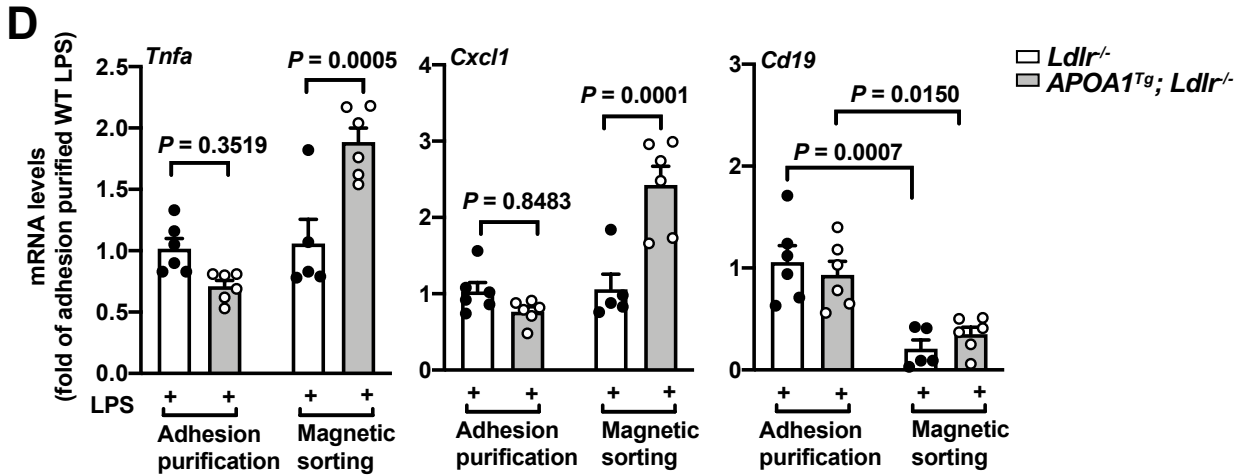 D
Tnfa
Cxcl1
Cd19
Ldlr-/-
APOA1Tg; Ldlr-/-
mRNA levels
(fold of adhesion purified WT LPS)
2.5
2.0
1.5
1.0
0.5
0.0
P = 0.3519
P = 0.0005
4
3
2
1
0
P = 0.8483
P = 0.0001
3
2
1
0
P = 0.0007
P = 0.0150
LPS
+ + + +
+ + + +
+ + + +
Adhesion
purification
Magnetic
sorting
Adhesion
purification
Magnetic
sorting
Adhesion
purification
Magnetic
sorting